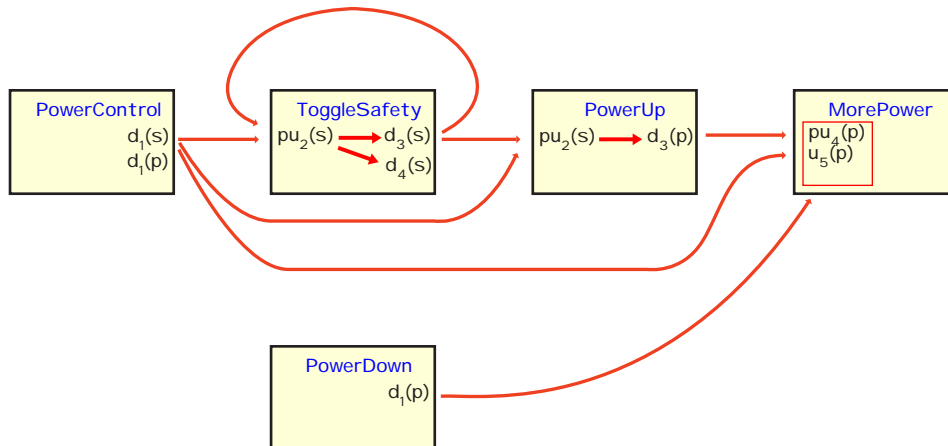 PowerControl
d₁(s)
d₁(p)
ToggleSafety
pu₂(s) d₃(s)
d₄(s)
PowerUp
pu₂(s) d₃(p)
MorePower
pu₄(p)
u₅(p)
PowerDown
d₁(p)